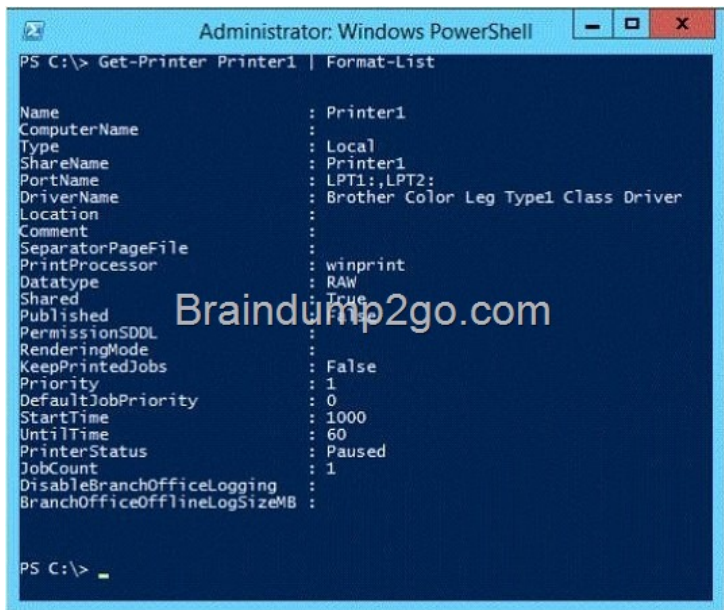 Administrator: Windows PowerShell
PS C:\> Get-Printer Printer1 | Format-List
Name : Printer1
ComputerName :
Type : Local
ShareName : Printer1
PortName : LPT1:,LPT2:
DriverName : Brother Color Leg Type1 Class Driver
Location :
Comment :
SeparatorPageFile :
PrintProcessor : winprint
Datatype : RAW
Shared : True
Published : False
Braindump2go.com
PermissionSDDL :
RenderingMode :
KeepPrintedJobs : False
Priority : 1
DefaultJobPriority : 0
StartTime : 1000
UntilTime : 60
PrinterStatus : Paused
JobCount : 1
DisableBranchOfficeLogging :
BranchOfficeOfflineLogSizeMB :
PS C:\>